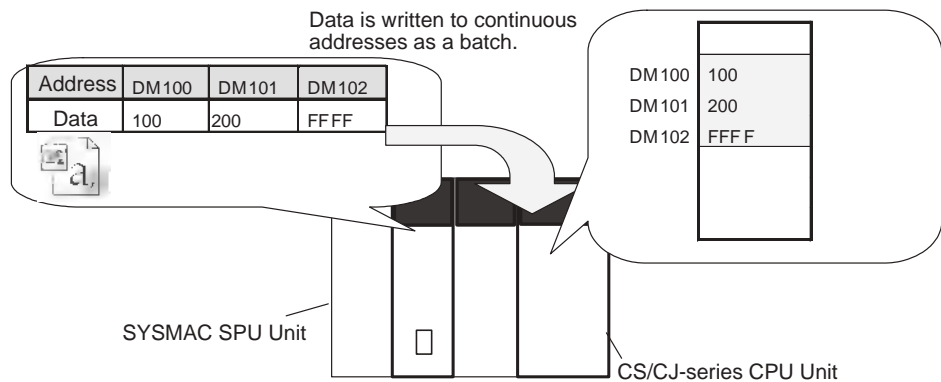 Data is written to continuous
addresses as a batch.
Address DM100 DM101 DM102
Data 100 200 FFFF
a,
DM100 100
DM101 200
DM102 FFFF
SYSMAC SPU Unit
CS/CJ-series CPU Unit